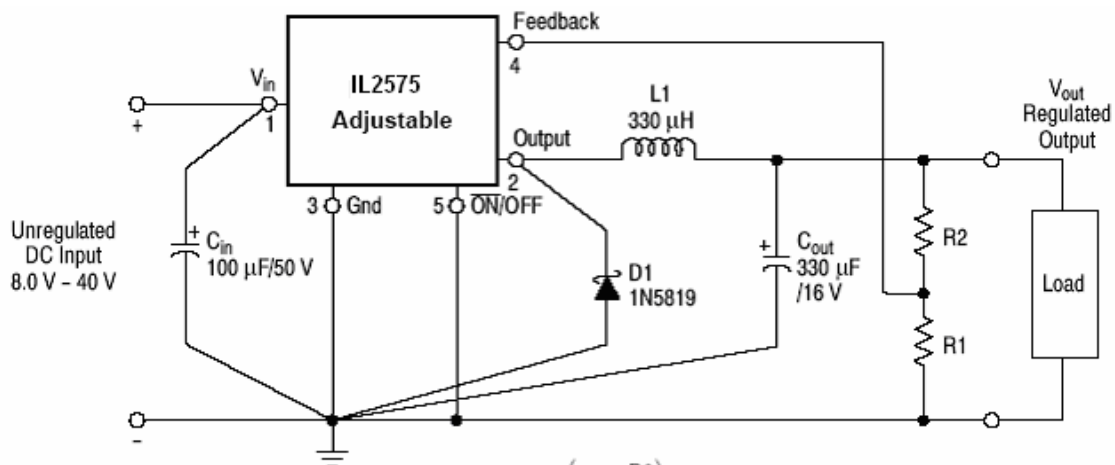 Feedback
4
V_in
1
IL2575
Adjustable
+
L1
330 µH
V_out
Regulated
Output
Output
2
3 Gnd
5 O̅N̅/OFF
Unregulated
DC Input
8.0 V – 40 V
+
C_in
100 µF/50 V
D1
1N5819
+
C_out
330 µF
/16 V
R2
Load
R1
–